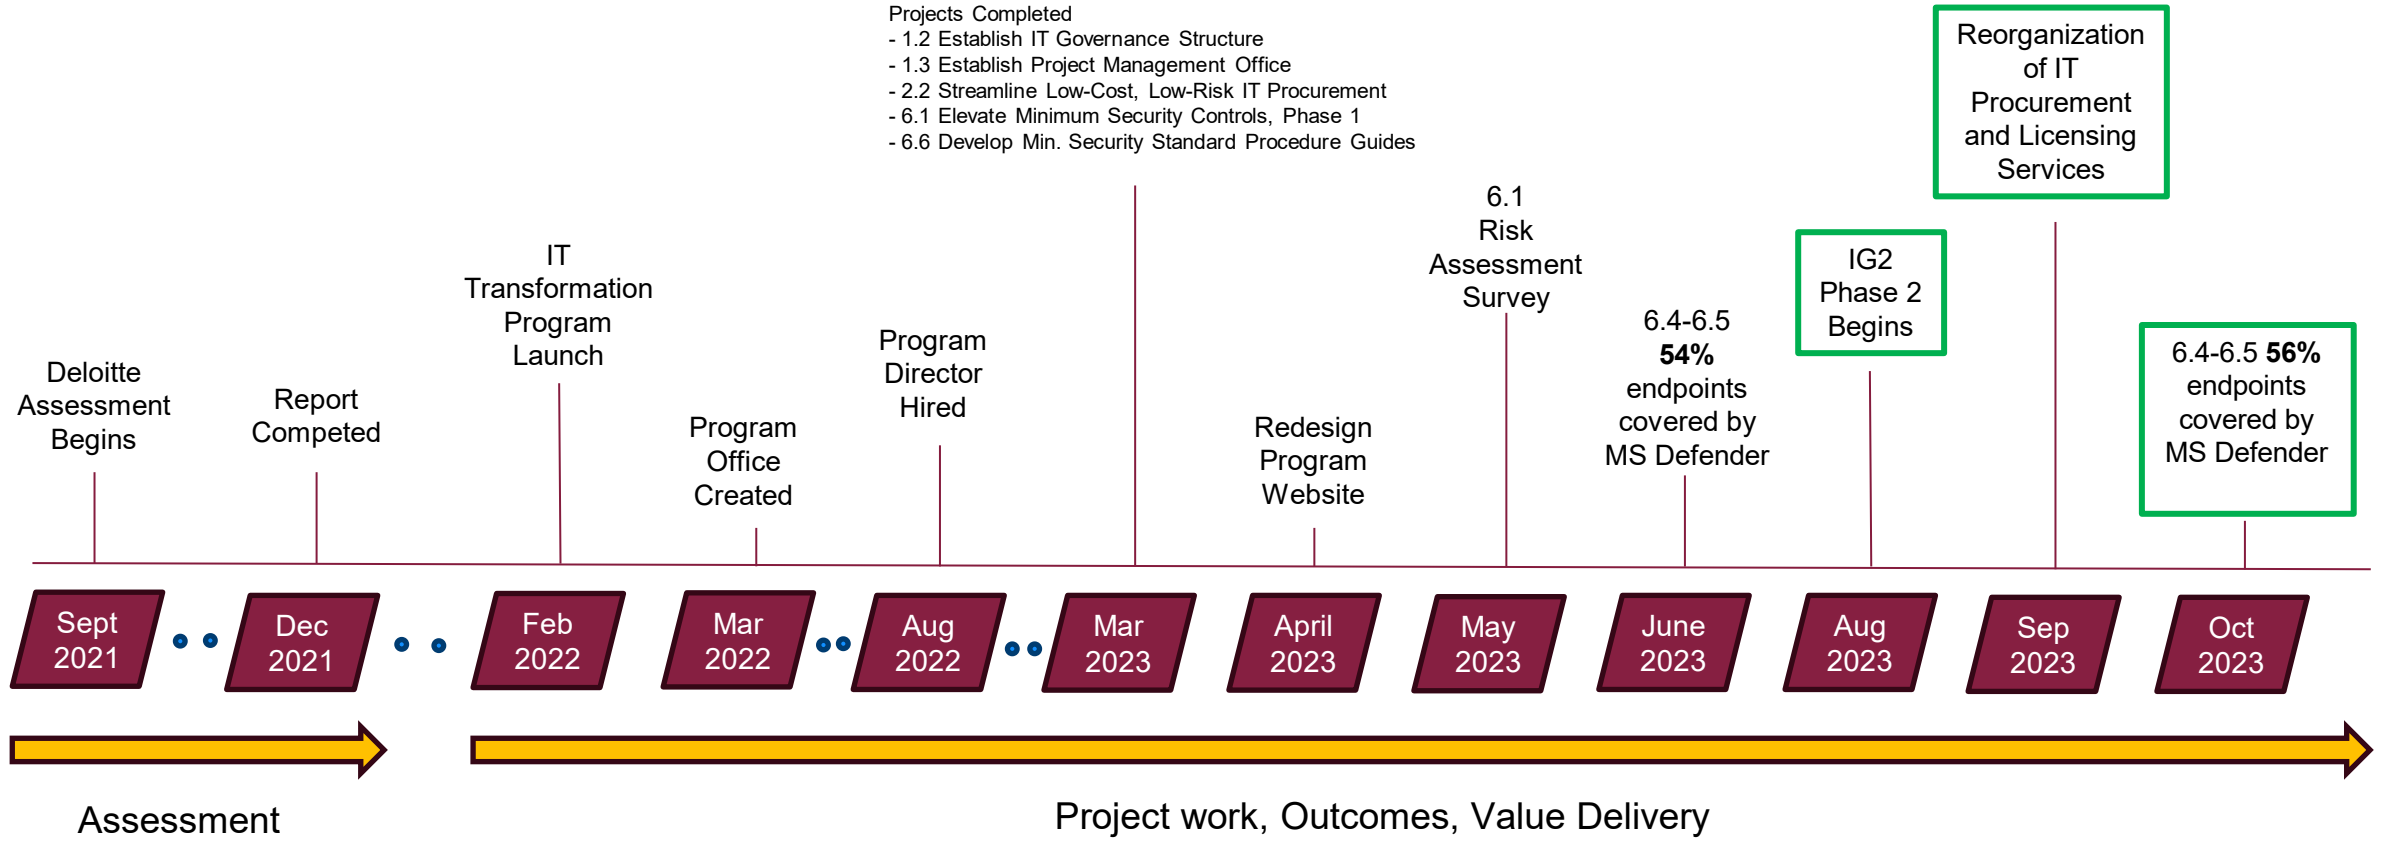 Projects Completed
- 1.2 Establish IT Governance Structure
- 1.3 Establish Project Management Office
- 2.2 Streamline Low-Cost, Low-Risk IT Procurement
- 6.1 Elevate Minimum Security Controls, Phase 1
- 6.6 Develop Min. Security Standard Procedure Guides
Deloitte
Assessment
Begins
Report
Competed
IT
Transformation
Program
Launch
Program
Office
Created
Program
Director
Hired
Redesign
Program
Website
6.1
Risk
Assessment
Survey
6.4-6.5
54%
endpoints
covered by
MS Defender
IG2
Phase 2
Begins
Reorganization
of IT
Procurement
and Licensing
Services
6.4-6.5 56%
endpoints
covered by
MS Defender
Sept
2021
Dec
2021
Feb
2022
Mar
2022
Aug
2022
Mar
2023
April
2023
May
2023
June
2023
Aug
2023
Sep
2023
Oct
2023
Assessment
Project work, Outcomes, Value Delivery